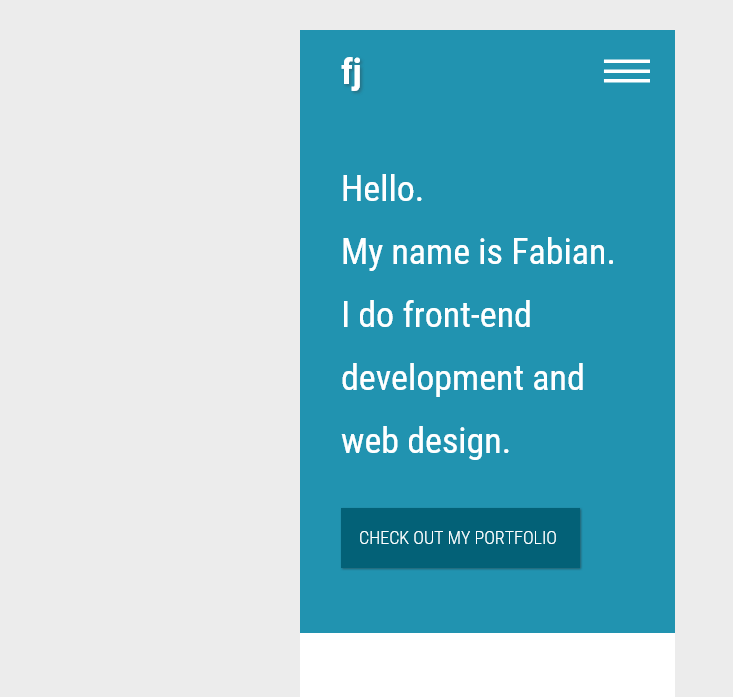 fj
Hello.
My name is Fabian.
I do front-end
development and
web design.
CHECK OUT MY PORTFOLIO